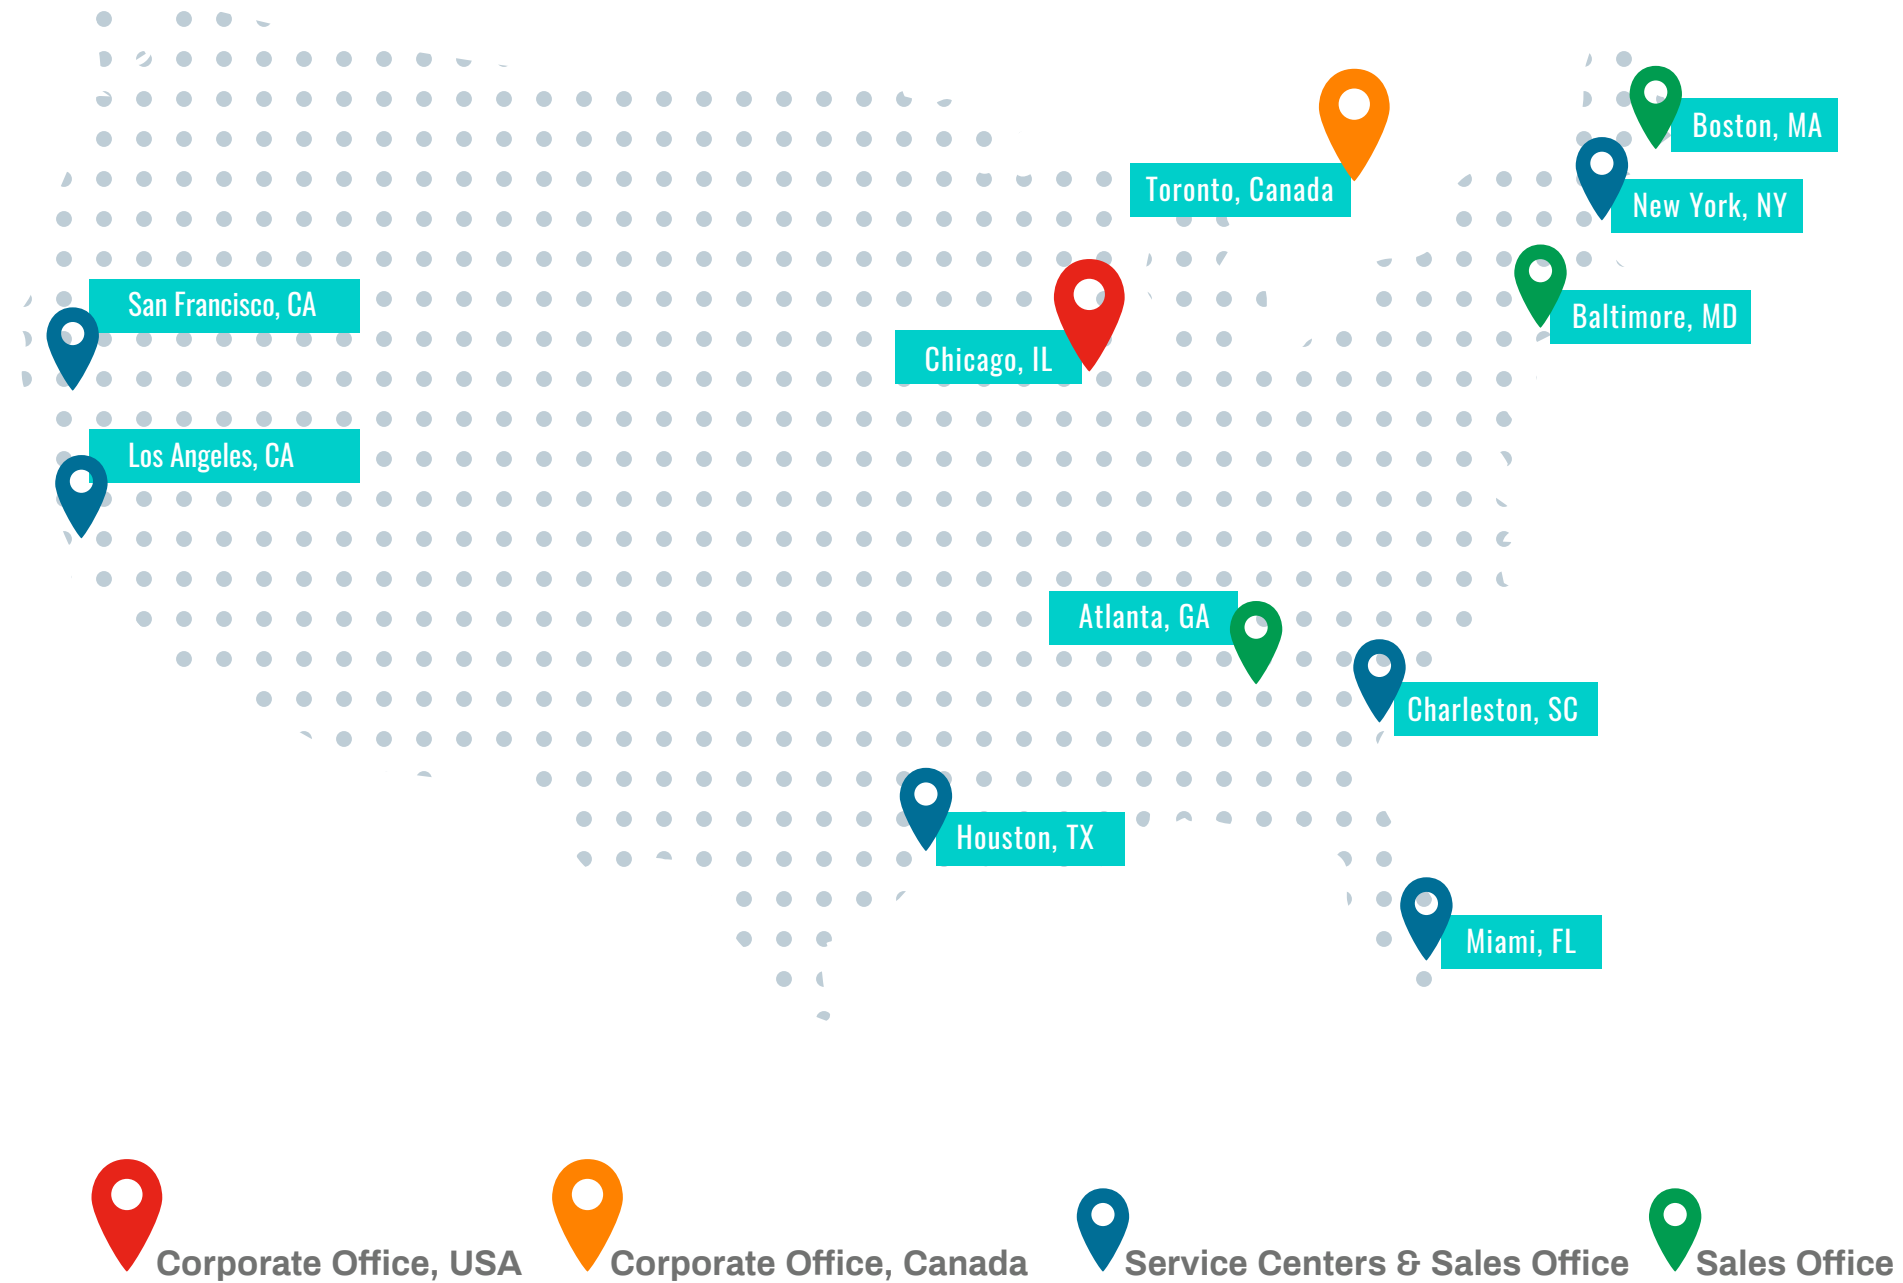 Boston, MA
Toronto, Canada
New York, NY
San Francisco, CA
Baltimore, MD
Chicago, IL
Los Angeles, CA
Atlanta, GA
Charleston, SC
Houston, TX
Miami, FL
Corporate Office, USA
Corporate Office, Canada
Service Centers & Sales Office
Sales Office